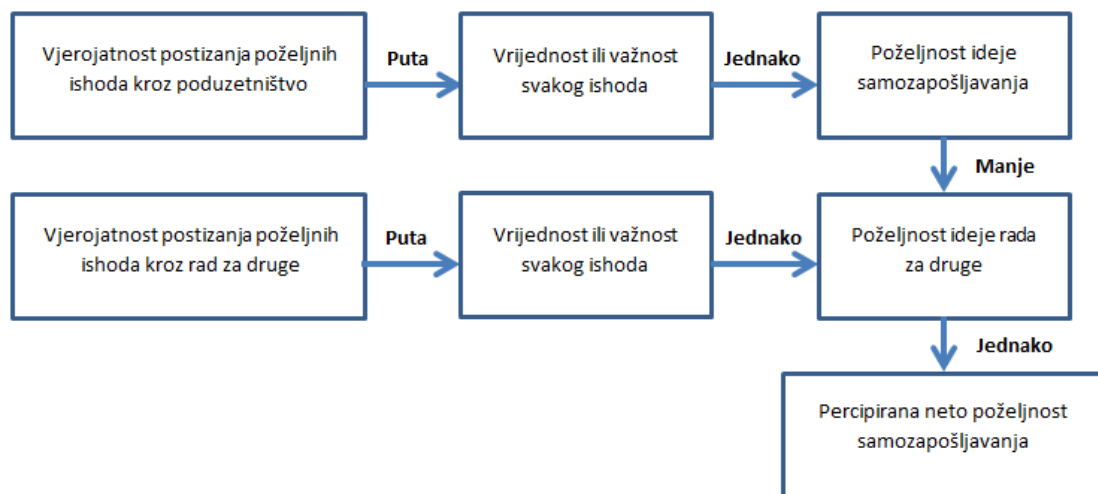 Vjerojatnost postizanja poželjnih
ishoda kroz poduzetništvo
Puta
Vrijednost ili važnost
svakog ishoda
Jednako
Poželjnost ideje
samozapošljavanja
Manje
Vjerojatnost postizanja poželjnih
ishoda kroz rad za druge
Puta
Vrijednost ili važnost
svakog ishoda
Jednako
Poželjnost ideje rada
za druge
Jednako
Percipirana neto poželjnost
samozapošljavanja